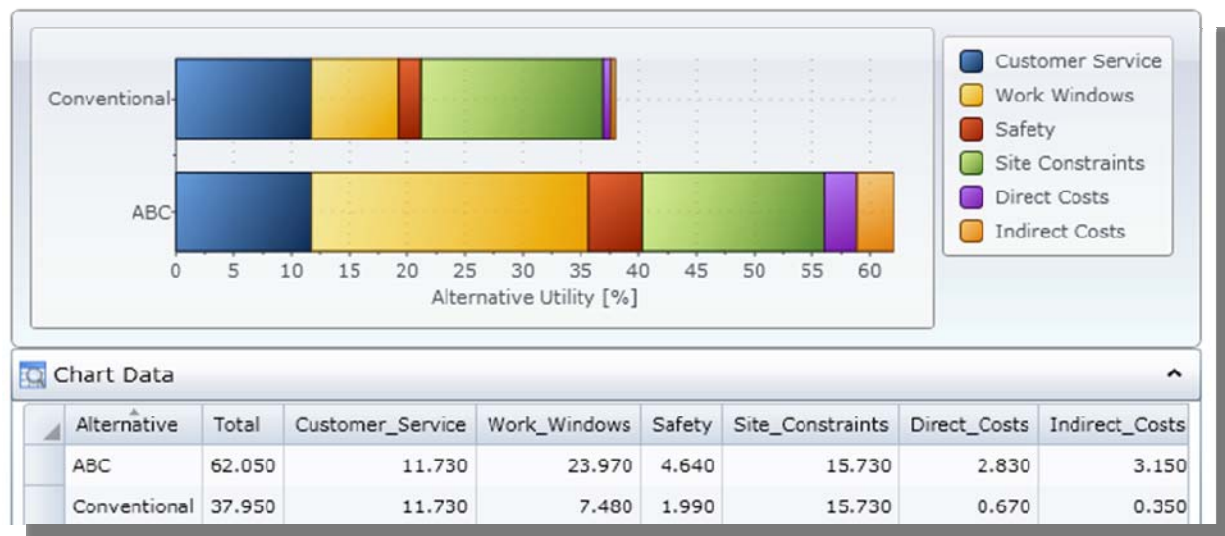 Conventional
ABC
0 5 10 15 20 25 30 35 40 45 50 55 60
Alternative Utility [%]
Customer Service
Work Windows
Safety
Site Constraints
Direct Costs
Indirect Costs
Chart Data
Alternative Total Customer_Service Work_Windows Safety Site_Constraints Direct_Costs Indirect_Costs
ABC 62.050 11.730 23.970 4.640 15.730 2.830 3.150
Conventional 37.950 11.730 7.480 1.990 15.730 0.670 0.350